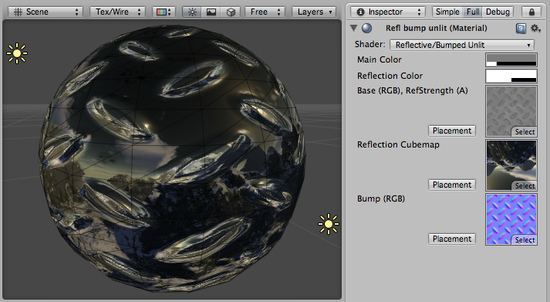 Scene Tex/Wire Free Layers
Inspector Simple Full Debug
Refl bump unlit (Material)
Shader: Reflective/Bumped Unlit
Main Color
Reflection Color
Base (RGB), RefStrength (A)
Placement Select
Reflection Cubemap
Placement Select
Bump (RGB)
Placement Select